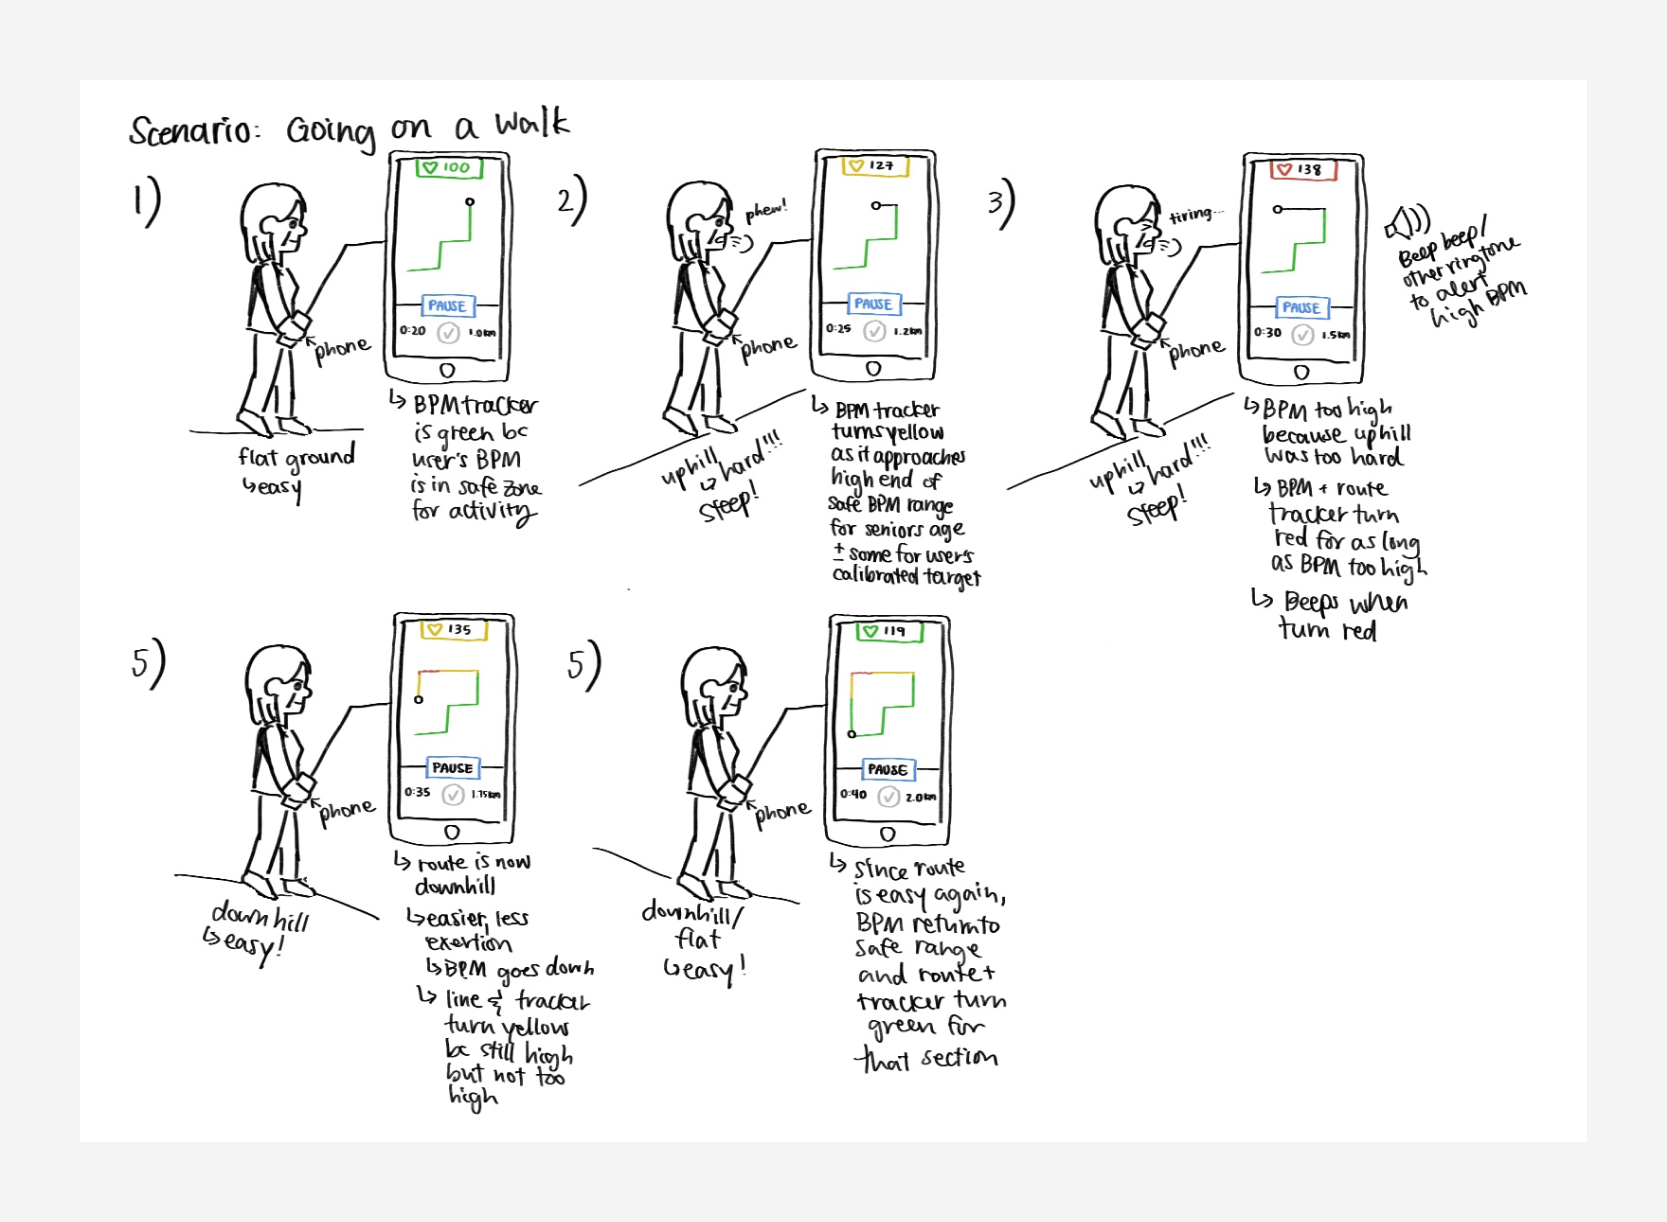 Scenario: Going on a walk
1)
100
PAUSE
0:20
1.0km
phone
flat ground
↳easy
↳ BPM tracker
is green bc
user's BPM
is in safe zone
for activity
2)
phew!
127
PAUSE
0:25
1.2km
phone
uphill
↳ hard!!!
steep!
↳ BPM tracker
turns yellow
as it approaches
high end of
safe BPM range
for seniors age
± some for user's
calibrated target
3)
tiring...
138
PAUSE
0:30
1.5km
phone
Beep beep/
other ringtone
to alert
high BPM
uphill
↳ hard!!!
steep!
↳ BPM too high
because uphill
was too hard
↳ BPM + route
tracker turn
red for as long
as BPM too high
↳ Beeps when
turn red
5)
135
PAUSE
0:35
1.75km
phone
downhill
↳ easy!
↳ route is now
downhill
↳ easier, less
exertion
↳ BPM goes down
↳ line & tracker
turn yellow
bc still high
but not too
high
5)
119
PAUSE
0:40
2.0km
phone
downhill/
flat
↳easy!
↳ since route
is easy again,
BPM return to
safe range
and route +
tracker turn
green for
that section